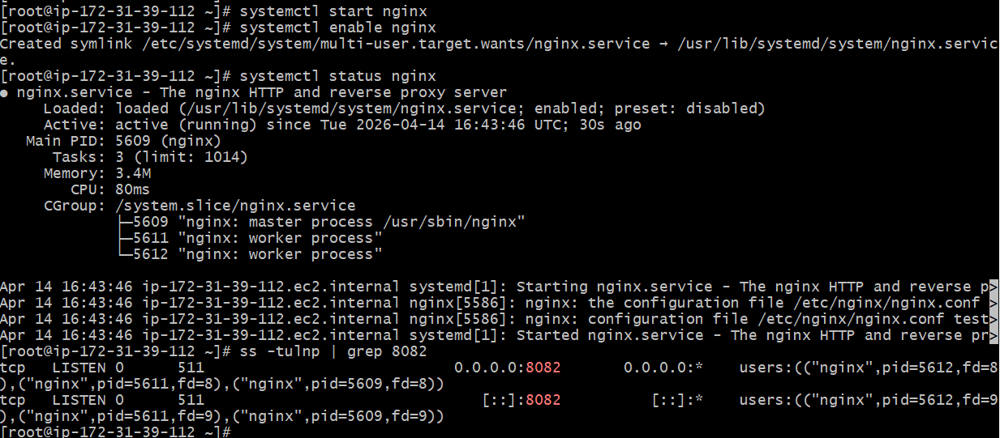 [root@ip-172-31-39-112 ~]# systemctl start nginx
[root@ip-172-31-39-112 ~]# systemctl enable nginx
Created symlink /etc/systemd/system/multi-user.target.wants/nginx.service → /usr/lib/systemd/system/nginx.servic
e.
[root@ip-172-31-39-112 ~]# systemctl status nginx
● nginx.service - The nginx HTTP and reverse proxy server
     Loaded: loaded (/usr/lib/systemd/system/nginx.service; enabled; preset: disabled)
     Active: active (running) since Tue 2026-04-14 16:43:46 UTC; 30s ago
   Main PID: 5609 (nginx)
      Tasks: 3 (limit: 1014)
     Memory: 3.4M
        CPU: 80ms
     CGroup: /system.slice/nginx.service
             ├─5609 "nginx: master process /usr/sbin/nginx"
             ├─5611 "nginx: worker process"
             └─5612 "nginx: worker process"
Apr 14 16:43:46 ip-172-31-39-112.ec2.internal systemd[1]: Starting nginx.service - The nginx HTTP and reverse p>
Apr 14 16:43:46 ip-172-31-39-112.ec2.internal nginx[5586]: nginx: the configuration file /etc/nginx/nginx.conf >
Apr 14 16:43:46 ip-172-31-39-112.ec2.internal nginx[5586]: nginx: configuration file /etc/nginx/nginx.conf test>
Apr 14 16:43:46 ip-172-31-39-112.ec2.internal systemd[1]: Started nginx.service - The nginx HTTP and reverse pr>
[root@ip-172-31-39-112 ~]# ss -tulnp | grep 8082
tcp   LISTEN 0      511                            0.0.0.0:8082       0.0.0.0:*    users:(("nginx",pid=5612,fd=8
),("nginx",pid=5611,fd=8),("nginx",pid=5609,fd=8))
tcp   LISTEN 0      511                               [::]:8082          [::]:*    users:(("nginx",pid=5612,fd=9
),("nginx",pid=5611,fd=9),("nginx",pid=5609,fd=9))
[root@ip-172-31-39-112 ~]#